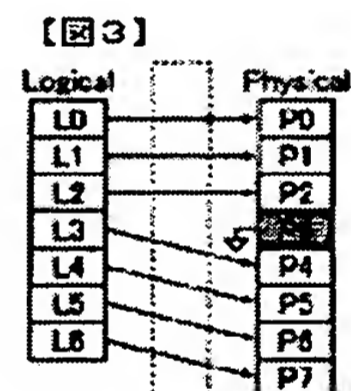 【図3】
Logical Physical
L0 P0
L1 P1
L2 P2
L3
L4 P4
L5 P5
L6 P6
P7